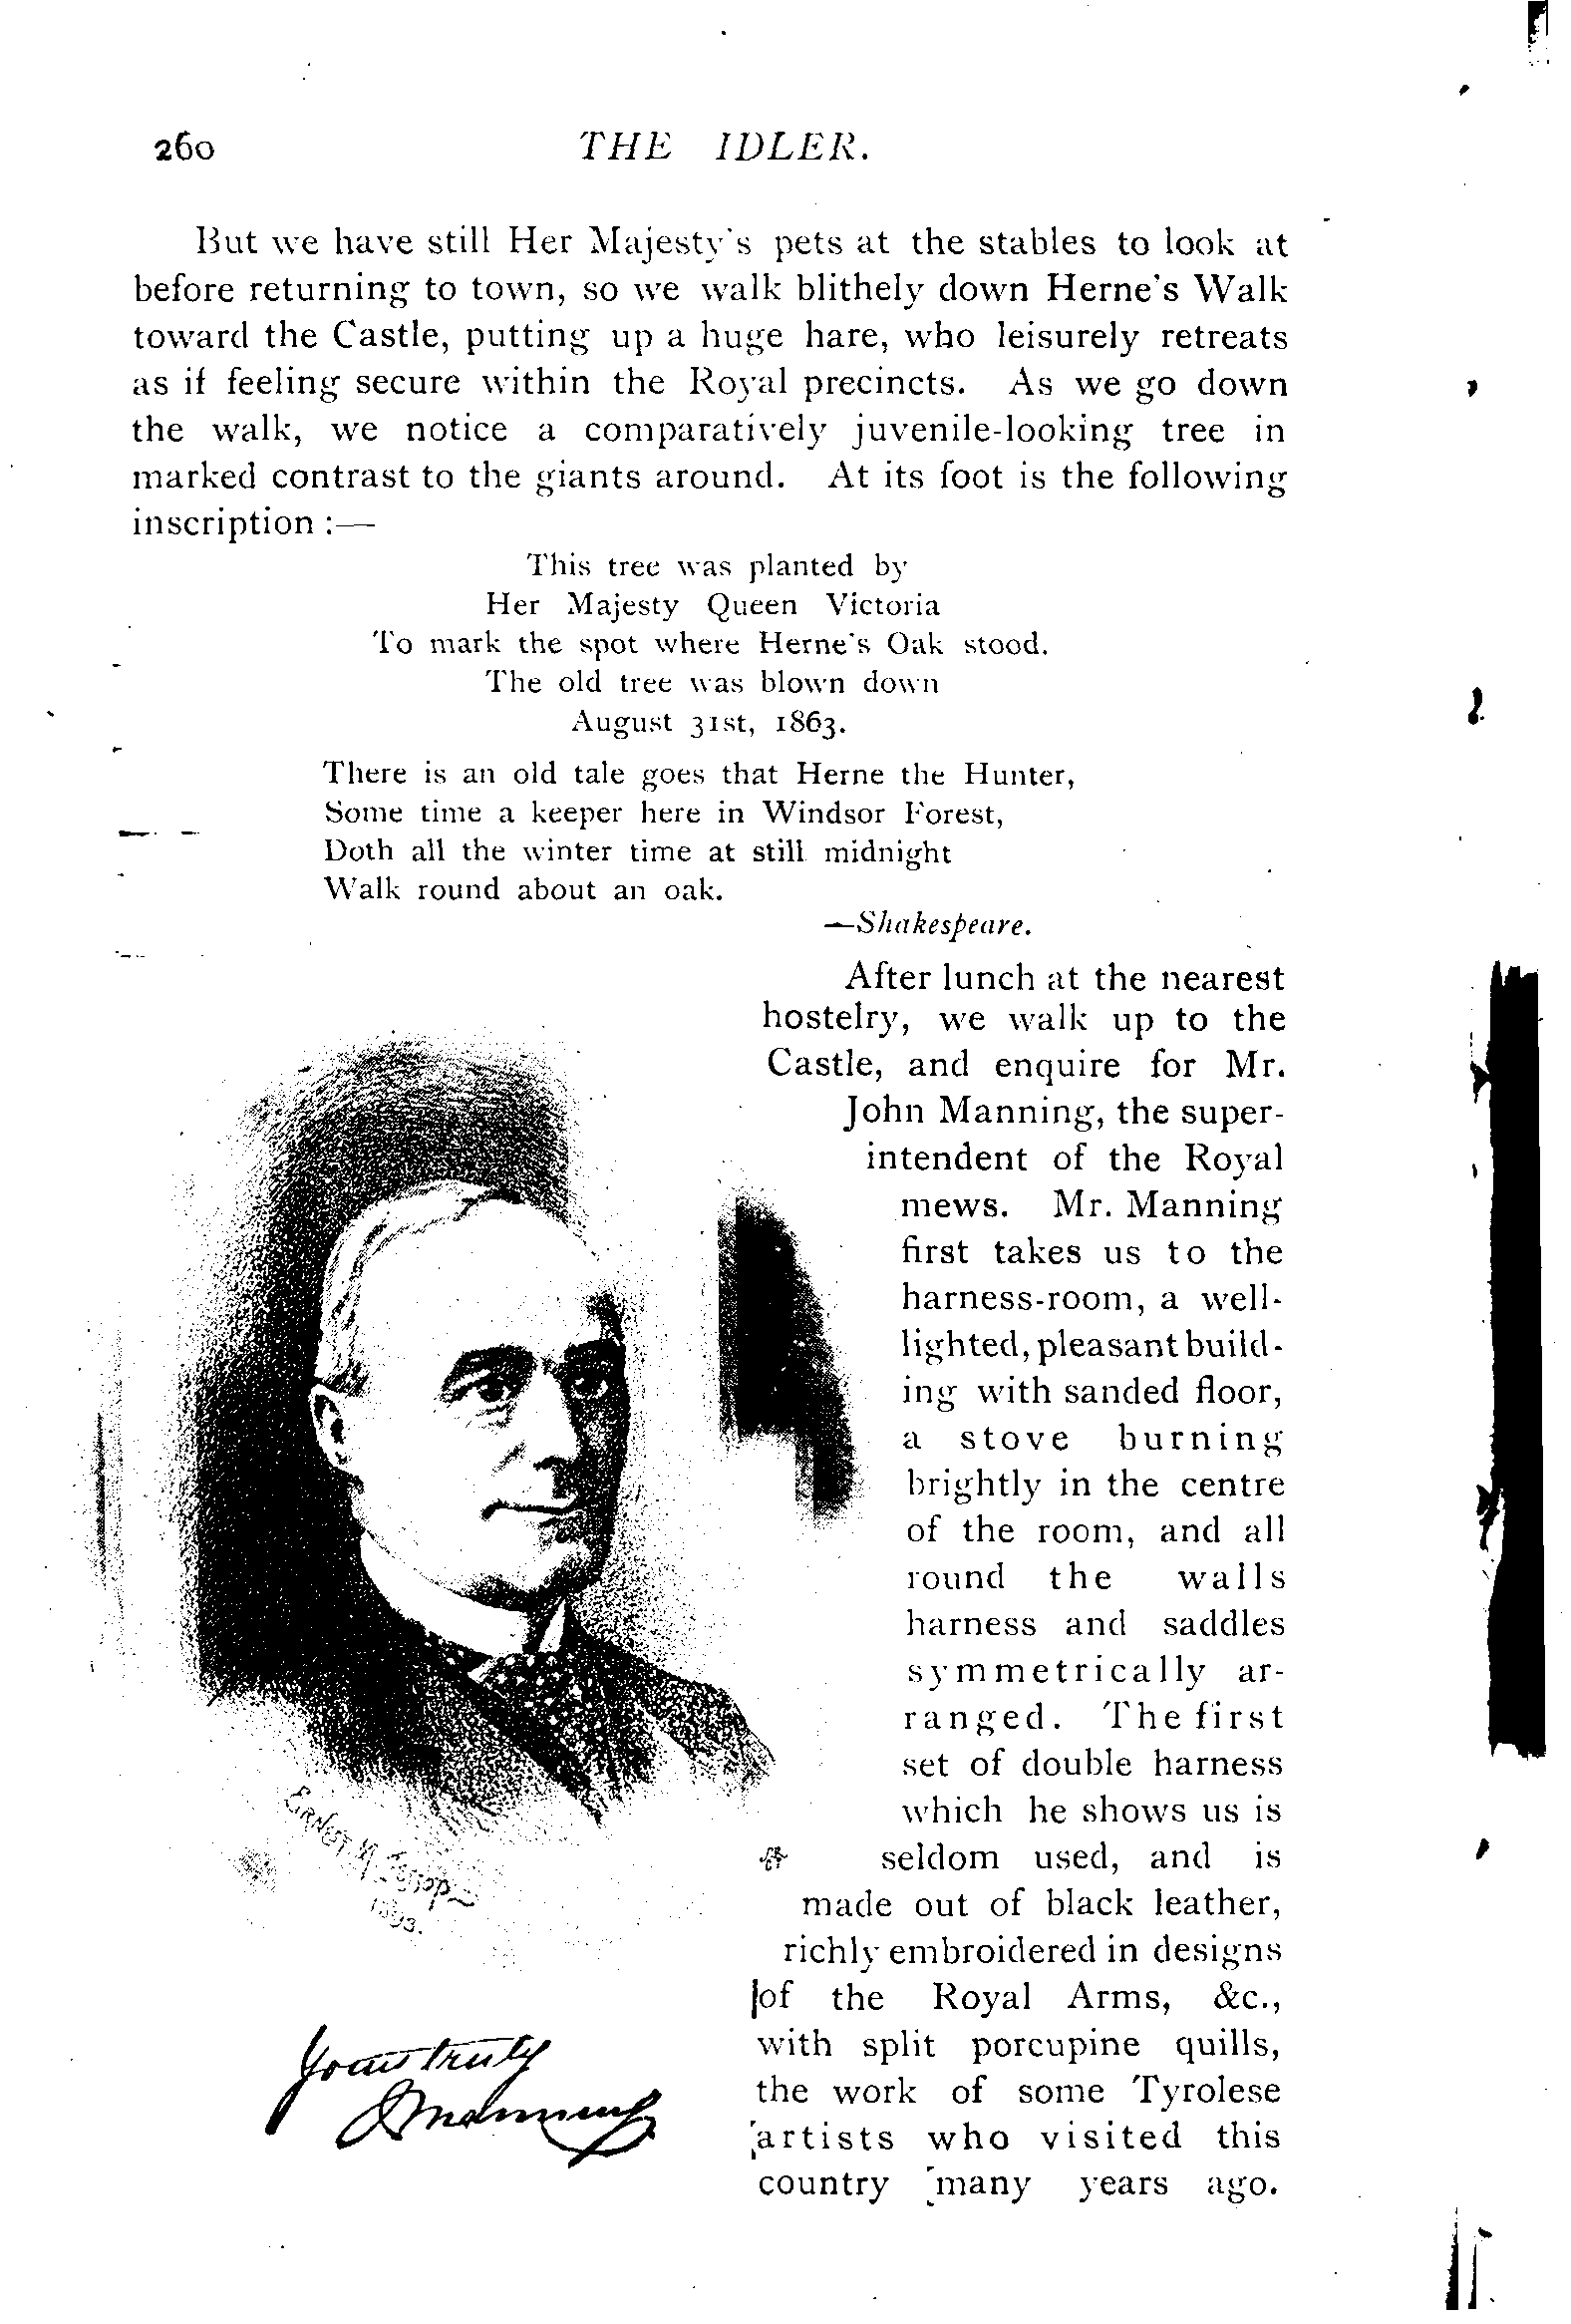 260 THE IDLER.
But we have still Her Majesty's pets at the stables to look at
before returning to town, so we walk blithely down Herne's Walk
toward the Castle, putting up a huge hare, who leisurely retreats
as if feeling secure within the Royal precincts. As we go down
the walk, we notice a comparatively juvenile-looking tree in
marked contrast to the giants around. At its foot is the following
inscription :—
This tree was planted by
Her Majesty Queen Victoria
To mark the spot where Herne's Oak stood.
The old tree was blown down
August 31st, 1863.
There is an old tale goes that Herne the Hunter,
Some time a keeper here in Windsor Forest,
Doth all the winter time at still midnight
Walk round about an oak.
—Shakespeare.
After lunch at the nearest
hostelry, we walk up to the
Castle, and enquire for Mr.
John Manning, the super-
intendent of the Royal
mews. Mr. Manning
first takes us to the
harness-room, a well-
lighted, pleasant build-
ing with sanded floor,
a stove burning
brightly in the centre
of the room, and all
round the walls
harness and saddles
symmetrically ar-
ranged. The first
set of double harness
which he shows us is
seldom used, and is
made out of black leather,
richly embroidered in designs
of the Royal Arms, &c.,
with split porcupine quills,
the work of some Tyrolese
artists who visited this
country many years ago.
Ernest M. Jessop
1893.
Yours truly
J Manning